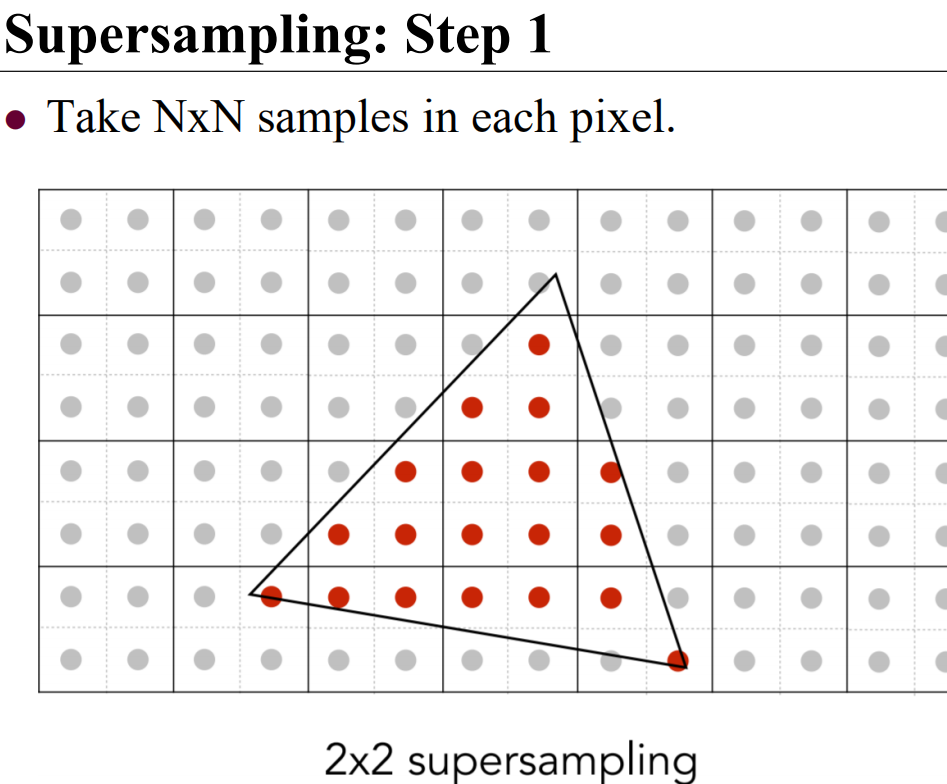 Supersampling: Step 1
● Take NxN samples in each pixel.
2x2 supersampling